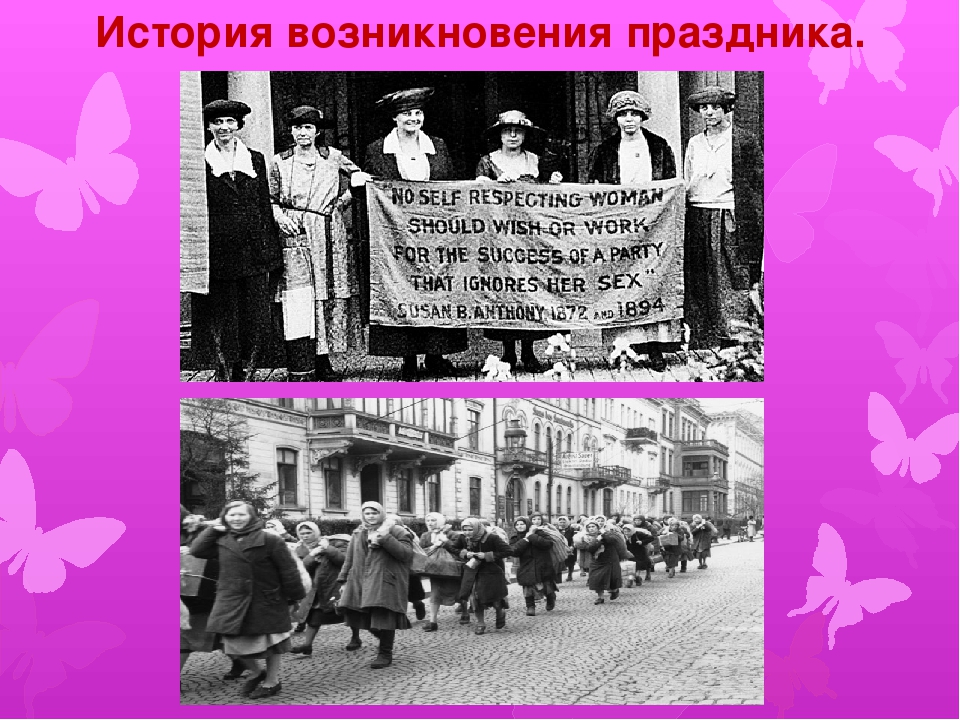 История возникновения праздника.
"NO SELF RESPECTING WOMAN
SHOULD WISH OR WORK
FOR THE SUCCESS OF A PARTY
THAT IGNORES HER SEX"
SUSAN B. ANTHONY 1872 AND 1894